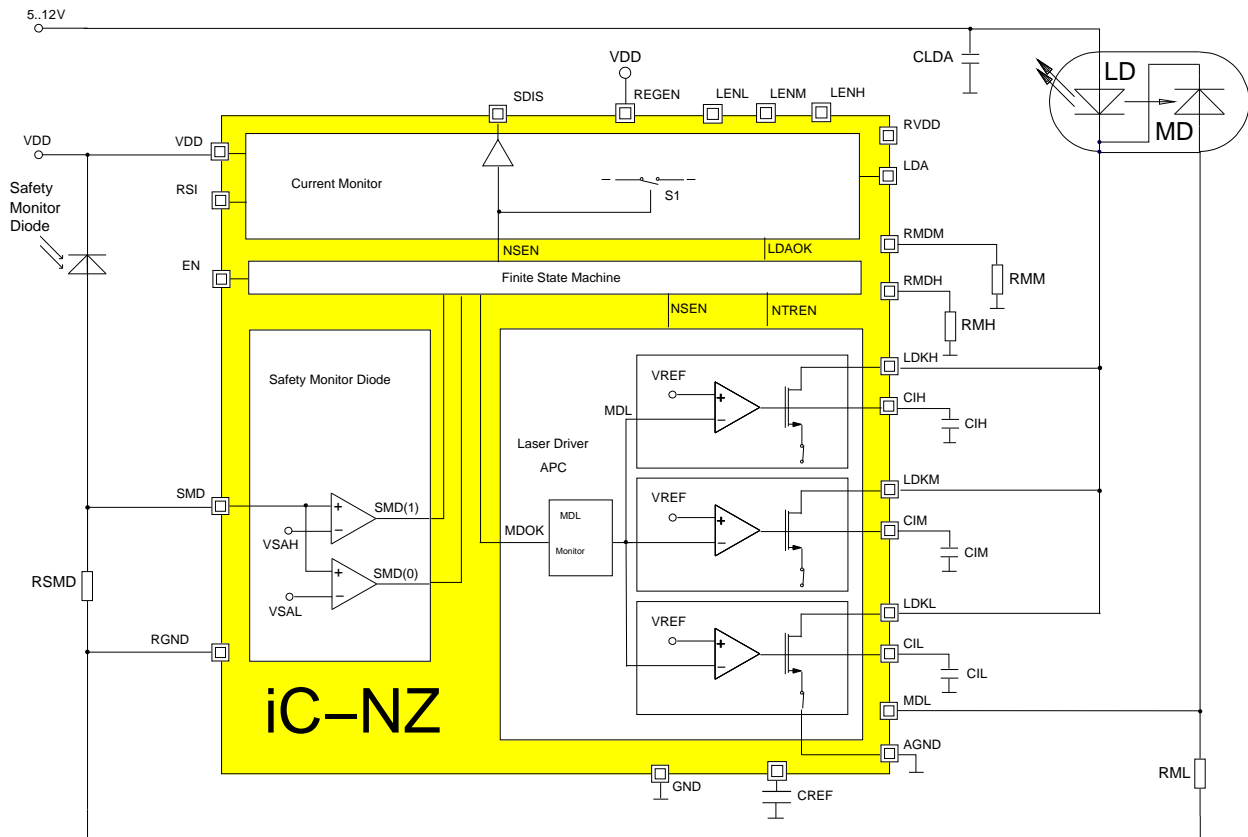 5..12V
CLDA
LD
MD
VDD
SDIS
REGEN
LENL
LENM
LENH
RVDD
VDD
VDD
LDA
Safety
Monitor
Diode
RSI
Current Monitor
S1
RMDM
NSEN
LDAOK
EN
Finite State Machine
RMM
RMDH
NSEN
NTREN
RMH
Safety Monitor Diode
LDKH
VREF
+
−
MDL
CIH
CIH
Laser Driver
APC
LDKM
VREF
+
−
SMD
+
−
SMD(1)
VSAH
MDOK
MDL
Monitor
CIM
CIM
RSMD
+
−
SMD(0)
VSAL
LDKL
VREF
+
−
RGND
CIL
CIL
iC–NZ
MDL
AGND
GND
CREF
RML